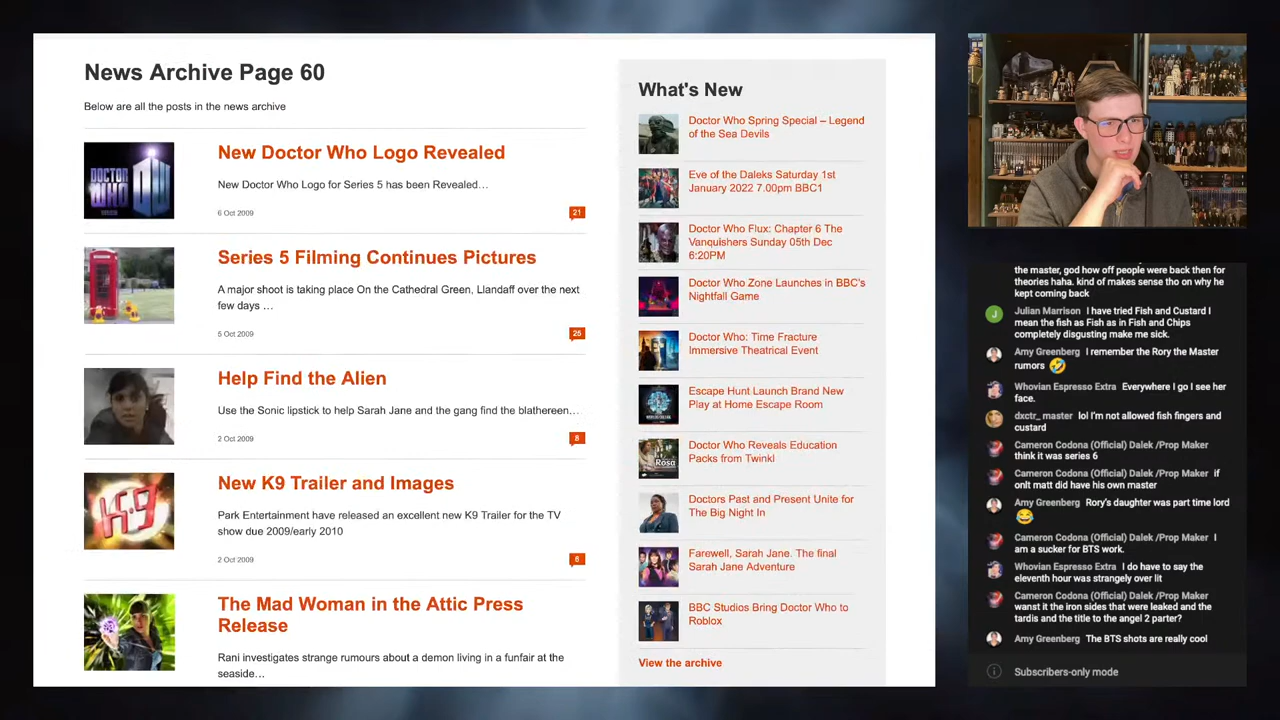 News Archive Page 60
Below are all the posts in the news archive
DOCTOR
WHO
New Doctor Who Logo Revealed
New Doctor Who Logo for Series 5 has been Revealed…
6 Oct 2009
21
Series 5 Filming Continues Pictures
A major shoot is taking place On the Cathedral Green, Llandaff over the next
few days …
5 Oct 2009
25
Help Find the Alien
Use the Sonic lipstick to help Sarah Jane and the gang find the blathereen…
2 Oct 2009
8
K-9
New K9 Trailer and Images
Park Entertainment have released an excellent new K9 Trailer for the TV
show due 2009/early 2010
2 Oct 2009
6
The Mad Woman in the Attic Press
Release
Rani investigates strange rumours about a demon living in a funfair at the
seaside…
What's New
Doctor Who Spring Special – Legend
of the Sea Devils
Eve of the Daleks Saturday 1st
January 2022 7.00pm BBC1
Doctor Who Flux: Chapter 6 The
Vanquishers Sunday 05th Dec
6:20PM
Doctor Who Zone Launches in BBC's
Nightfall Game
Doctor Who: Time Fracture
Immersive Theatrical Event
Escape Hunt Launch Brand New
Play at Home Escape Room
Rosa
Doctor Who Reveals Education
Packs from Twinkl
Doctors Past and Present Unite for
The Big Night In
Farewell, Sarah Jane. The final
Sarah Jane Adventure
BBC Studios Bring Doctor Who to
Roblox
View the archive
the master, god how off people were back then for
theories haha. kind of makes sense tho on why he
kept coming back
J
Julian Marrison I have tried Fish and Custard I
mean the fish as Fish as in Fish and Chips
completely disgusting make me sick.
Amy Greenberg I remember the Rory the Master
rumors 🤣
Whovian Espresso Extra Everywhere I go I see her
face.
dxctr_ master lol I'm not allowed fish fingers and
custard
Cameron Codona (Official) Dalek /Prop Maker I
think it was series 6
Cameron Codona (Official) Dalek /Prop Maker if
onlt matt did have his own master
Amy Greenberg Rory's daughter was part time lord
😂
Cameron Codona (Official) Dalek /Prop Maker I
am a sucker for BTS work.
Whovian Espresso Extra I do have to say the
eleventh hour was strangely over lit
Cameron Codona (Official) Dalek /Prop Maker
wanst it the iron sides that were leaked and the
tardis and the title to the angel 2 parter?
Amy Greenberg The BTS shots are really cool
Subscribers-only mode